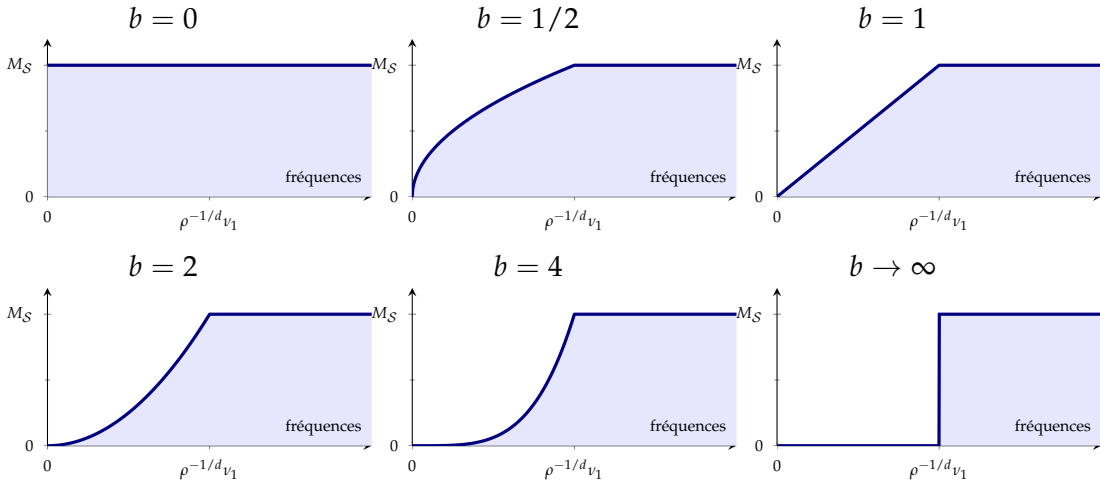 b = 0
M_S
0
fréquences
0
ρ^{-1/d}ν_1
b = 1/2
M_S
0
fréquences
0
ρ^{-1/d}ν_1
b = 1
M_S
0
fréquences
0
ρ^{-1/d}ν_1
b = 2
M_S
0
fréquences
0
ρ^{-1/d}ν_1
b = 4
M_S
0
fréquences
0
ρ^{-1/d}ν_1
b → ∞
M_S
0
fréquences
0
ρ^{-1/d}ν_1